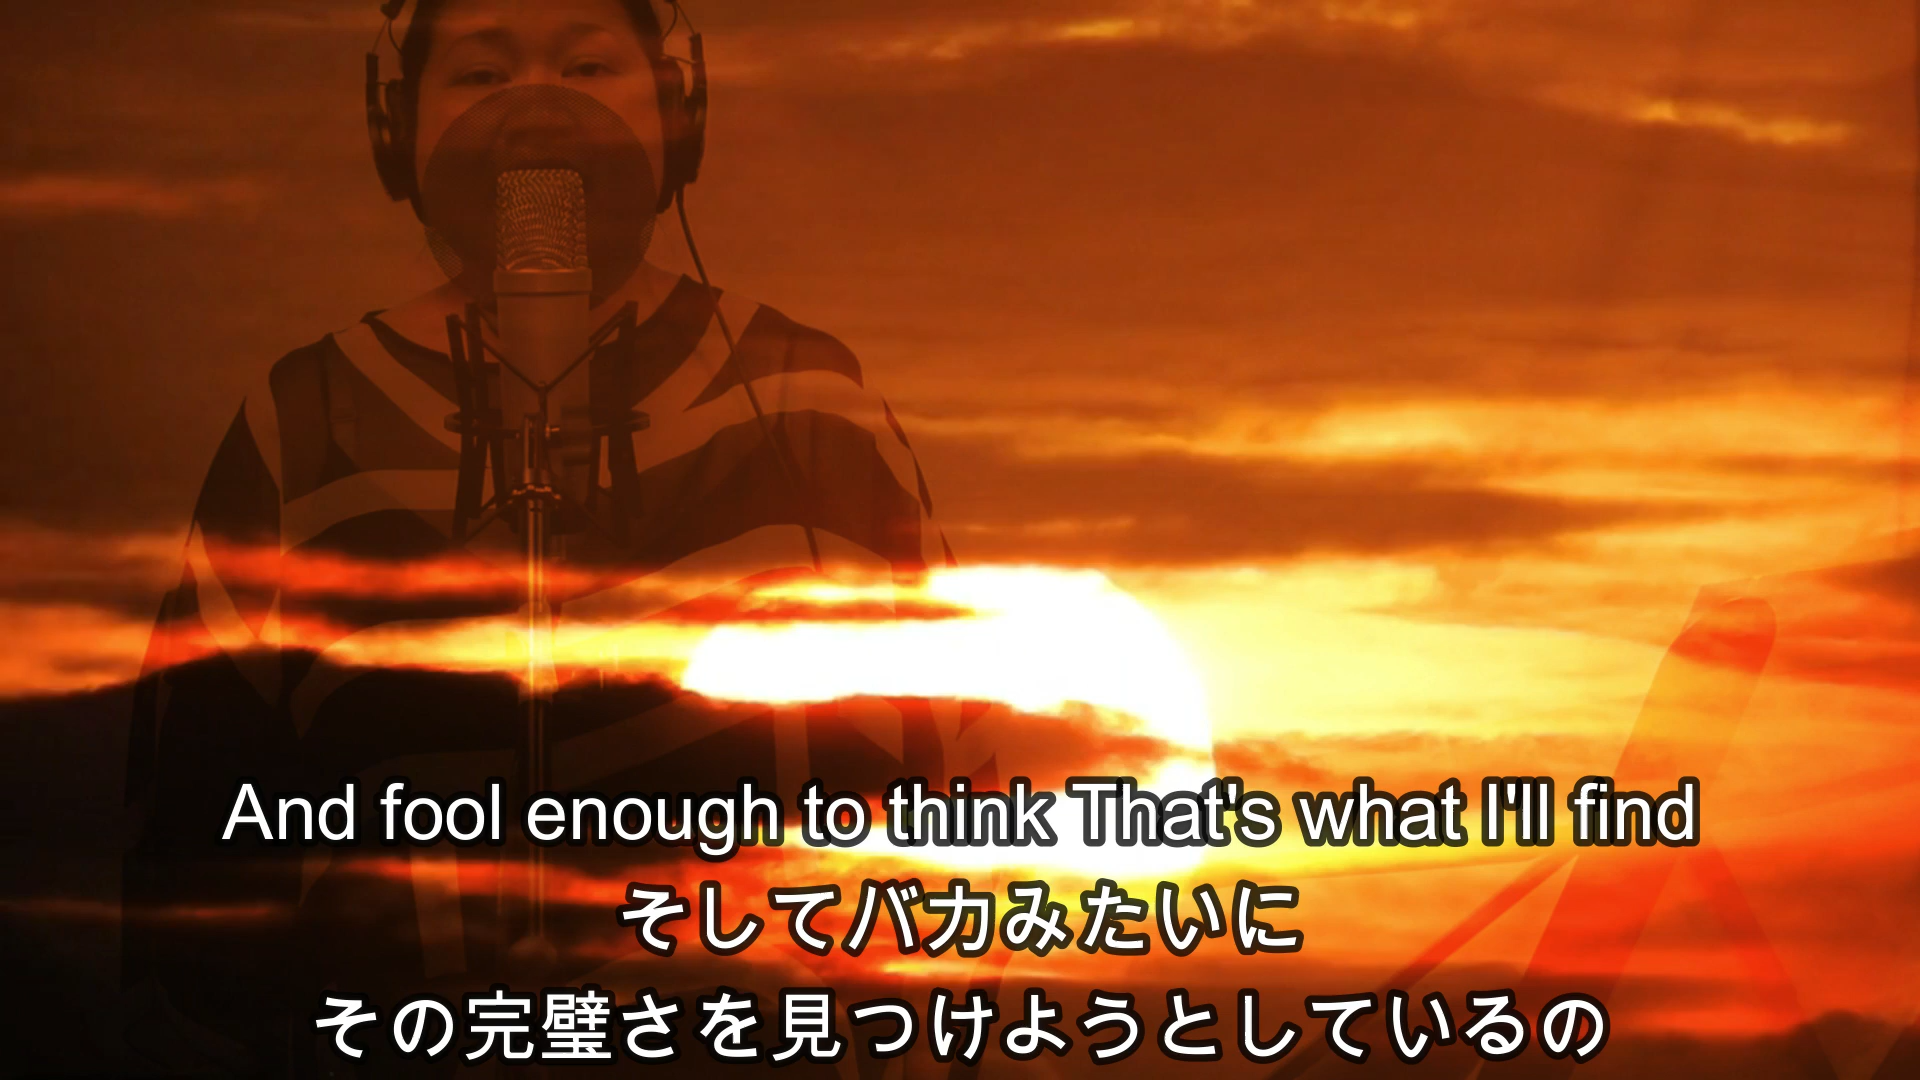 And fool enough to think That's what I'll find
そしてバカみたいに
その完璧さを見つけようとしているの